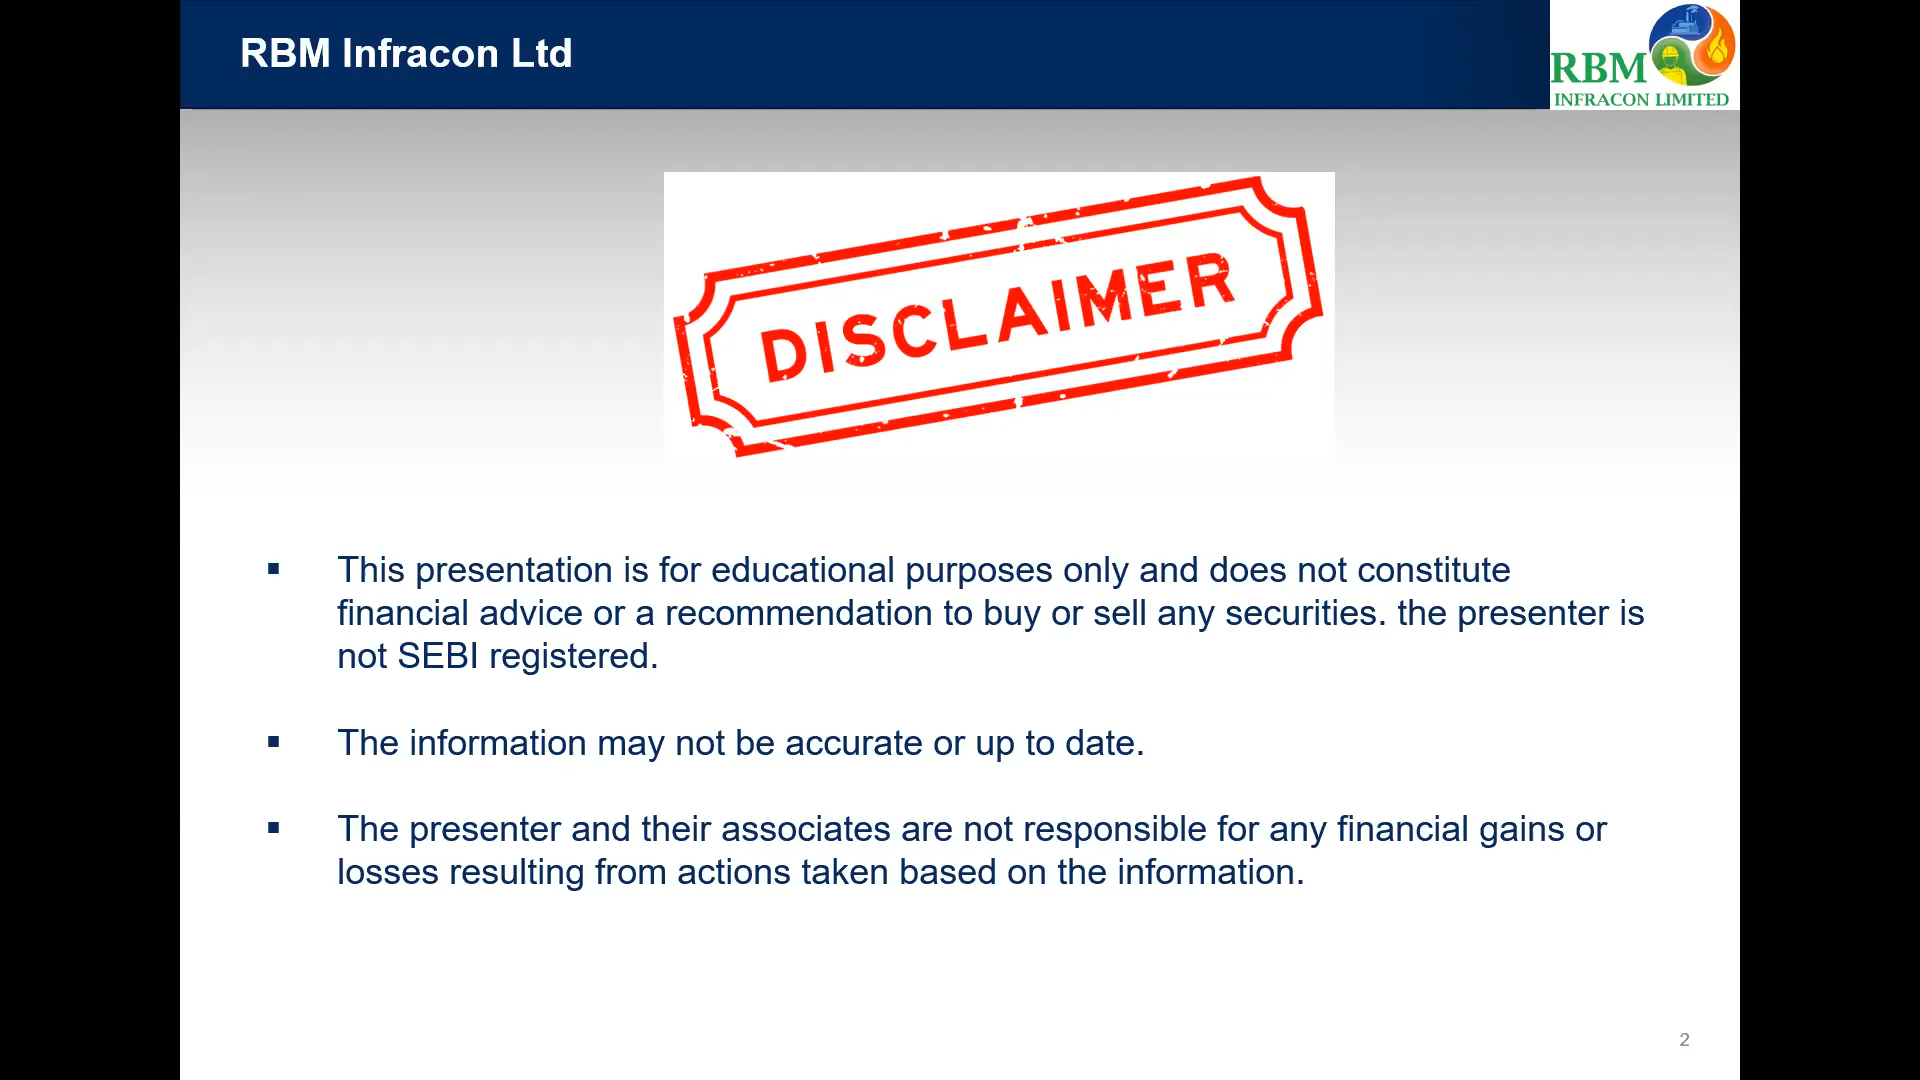 RBM Infracon Ltd
RBM
INFRACON LIMITED
DISCLAIMER
▪ This presentation is for educational purposes only and does not constitute
financial advice or a recommendation to buy or sell any securities. the presenter is
not SEBI registered.
▪ The information may not be accurate or up to date.
▪ The presenter and their associates are not responsible for any financial gains or
losses resulting from actions taken based on the information.
2